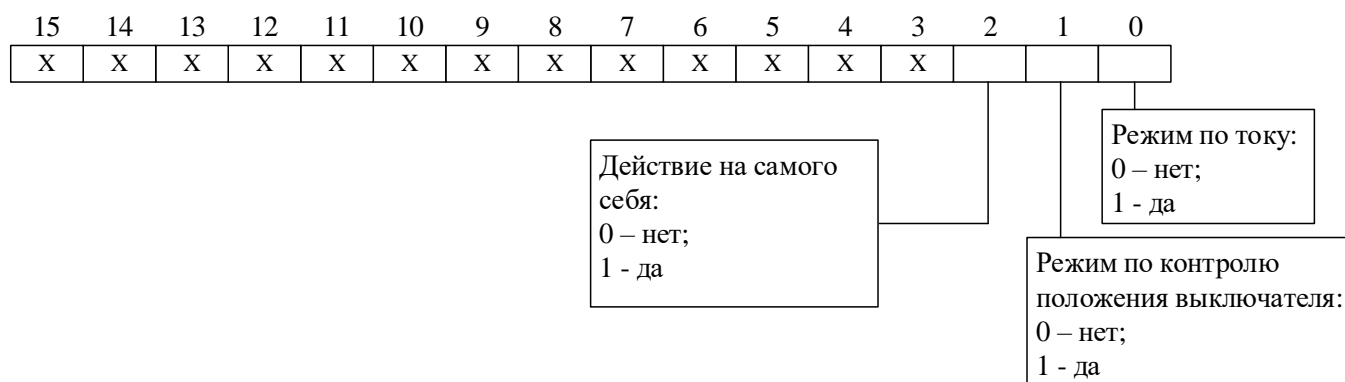 15 14 13 12 11 10 9 8 7 6 5 4 3 2 1 0
X X X X X X X X X X X X X
Режим по току:
0 – нет;
1 - да
Действие на самого
себя:
0 – нет;
1 - да
Режим по контролю
положения выключателя:
0 – нет;
1 - да